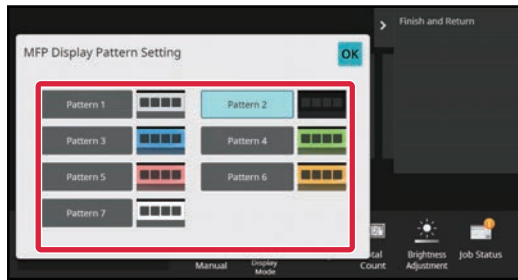 Finish and Return
MFP Display Pattern Setting
OK
Pattern 1
Pattern 2
Pattern 3
Pattern 4
Pattern 5
Pattern 6
Pattern 7
Manual
Display
Mode
Count
Brightness
Adjustment
Job Status